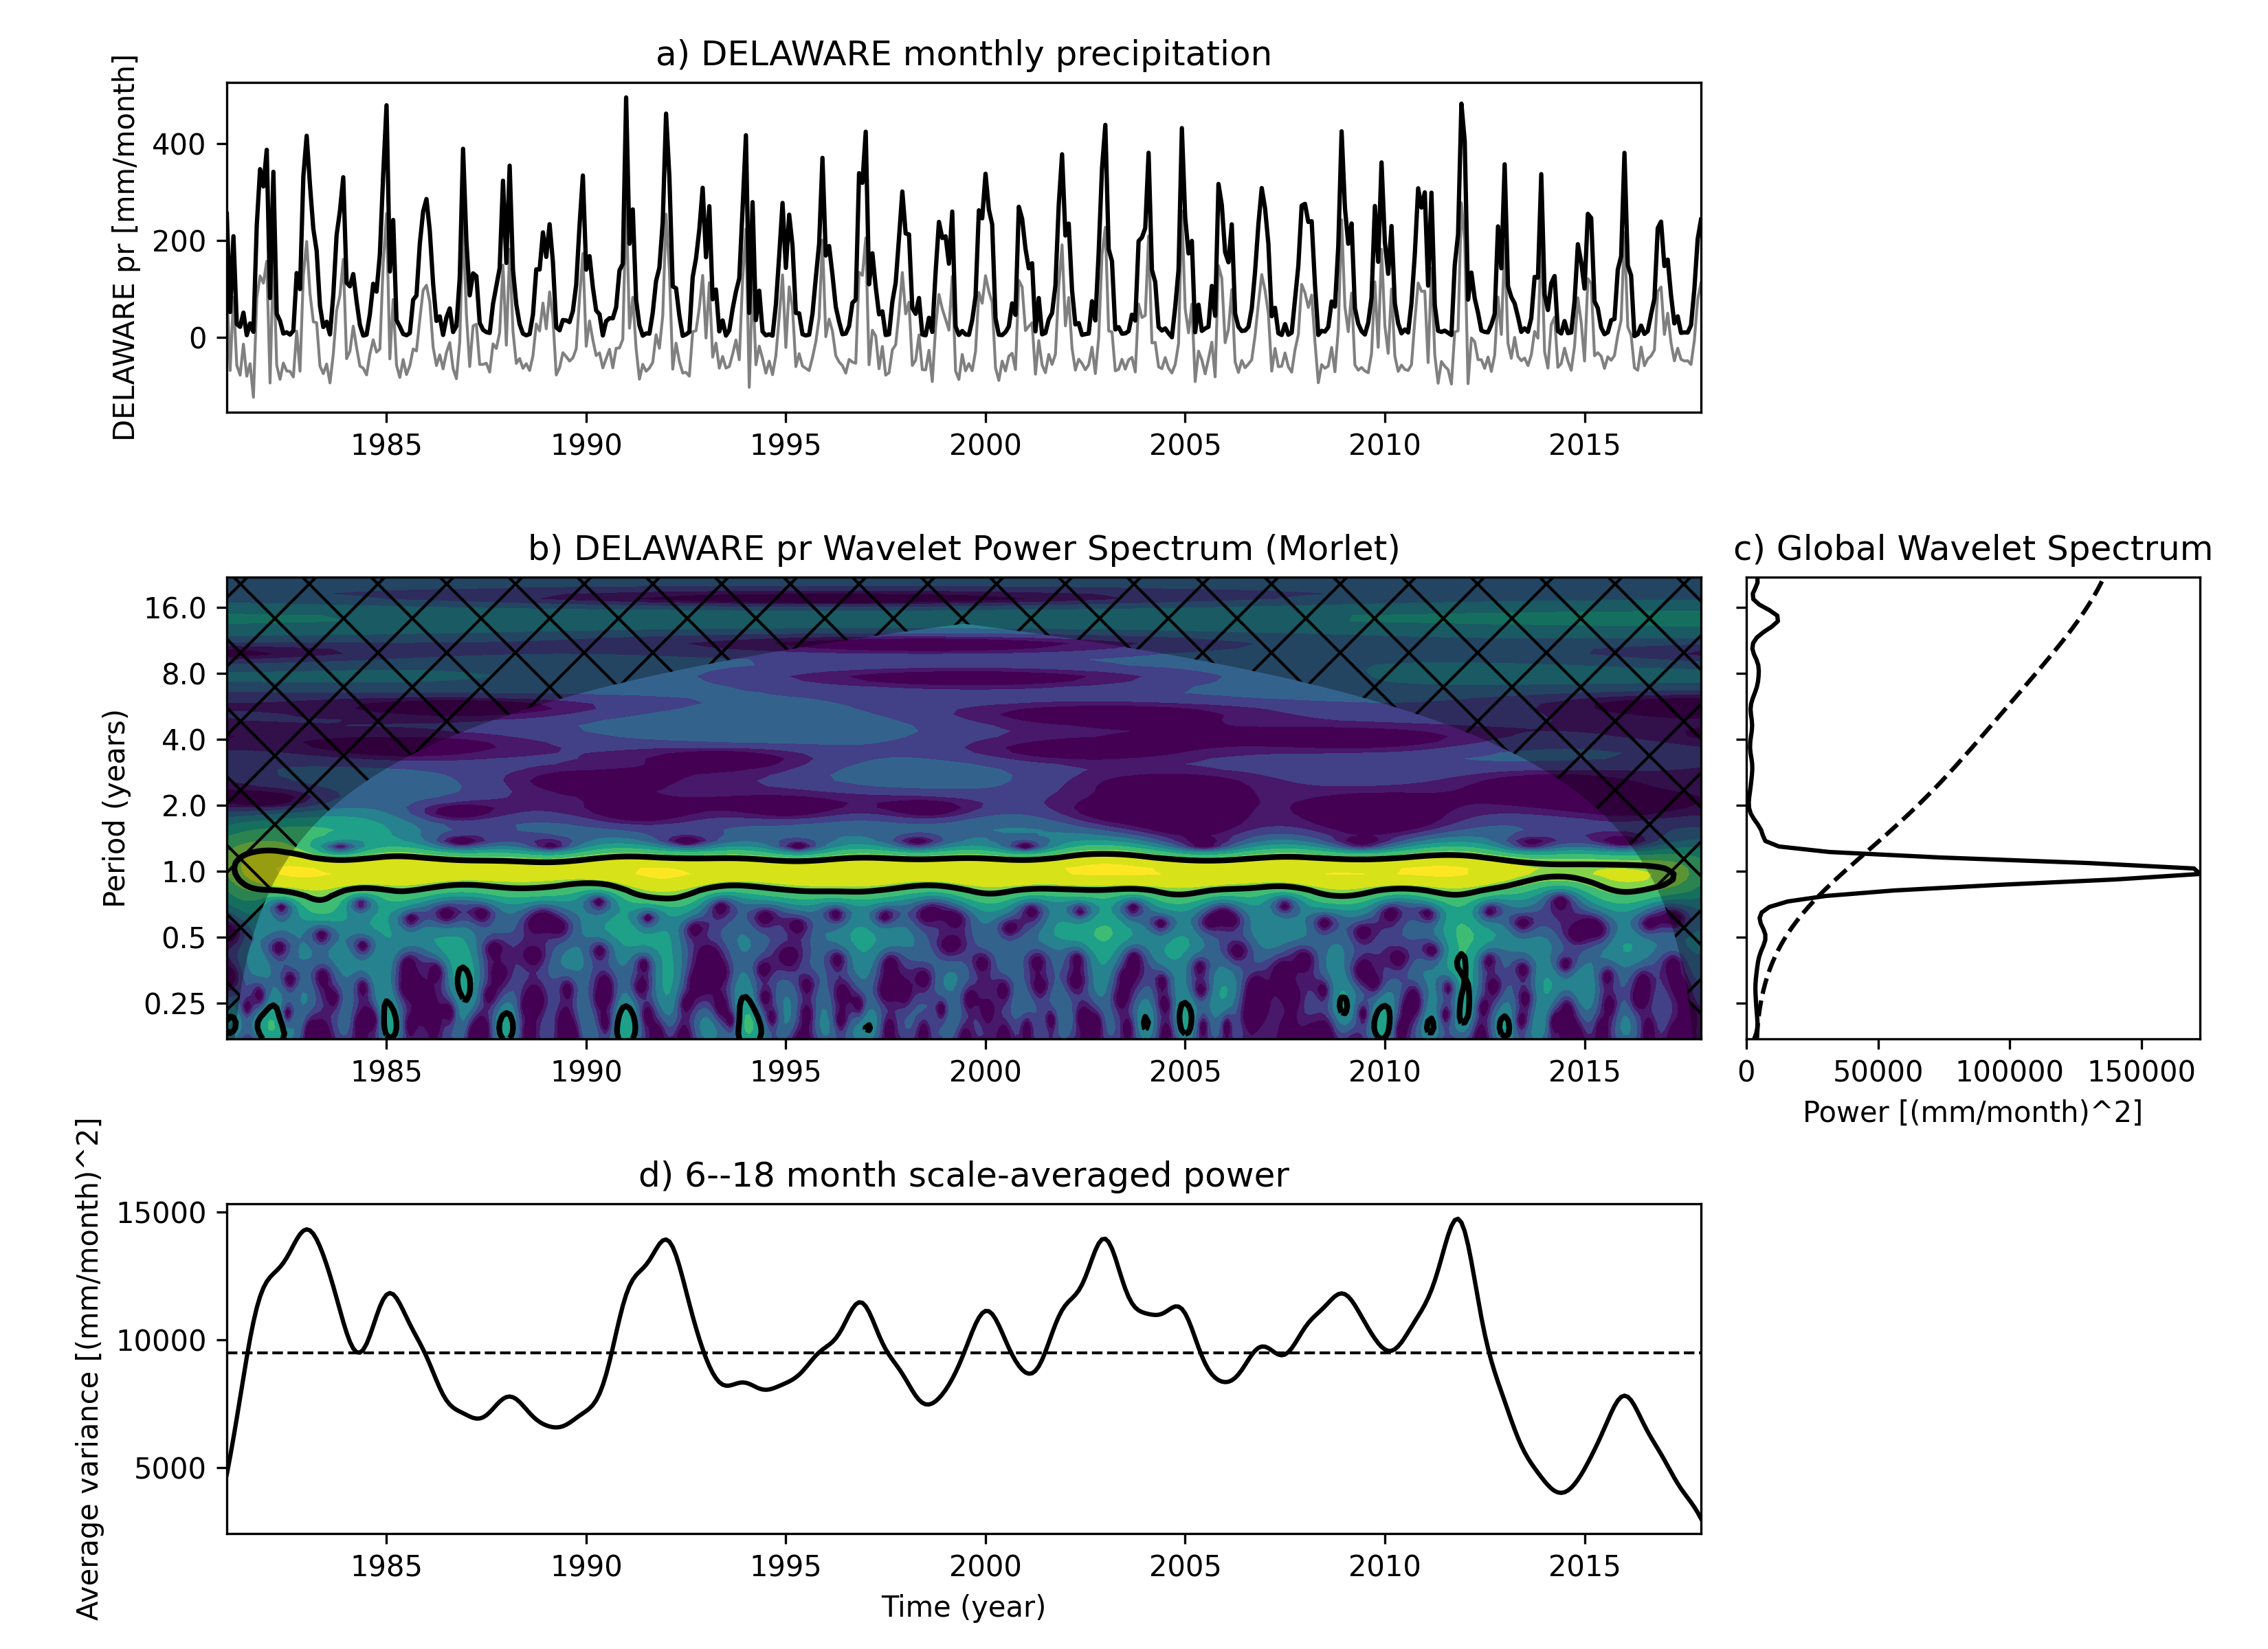 a) DELAWARE monthly precipitation
DELAWARE pr [mm/month]
400
200
0
1985 1990 1995 2000 2005 2010 2015
b) DELAWARE pr Wavelet Power Spectrum (Morlet)
Period (years)
16.0
8.0
4.0
2.0
1.0
0.5
0.25
1985 1990 1995 2000 2005 2010 2015
c) Global Wavelet Spectrum
0 50000 100000 150000
Power [(mm/month)^2]
d) 6--18 month scale-averaged power
Average variance [(mm/month)^2]
15000
10000
5000
1985 1990 1995 2000 2005 2010 2015
Time (year)